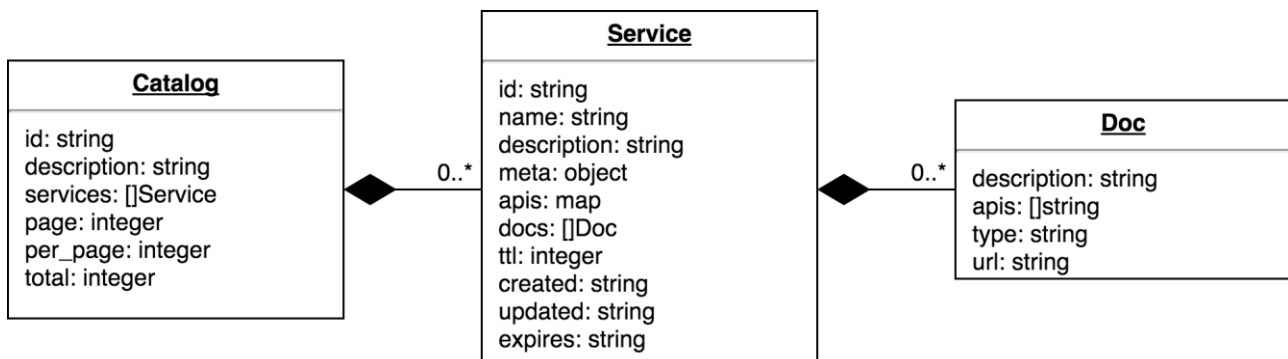 Catalog
id: string
description: string
services: []Service
page: integer
per_page: integer
total: integer
0..*
Service
id: string
name: string
description: string
meta: object
apis: map
docs: []Doc
ttl: integer
created: string
updated: string
expires: string
0..*
Doc
description: string
apis: []string
type: string
url: string